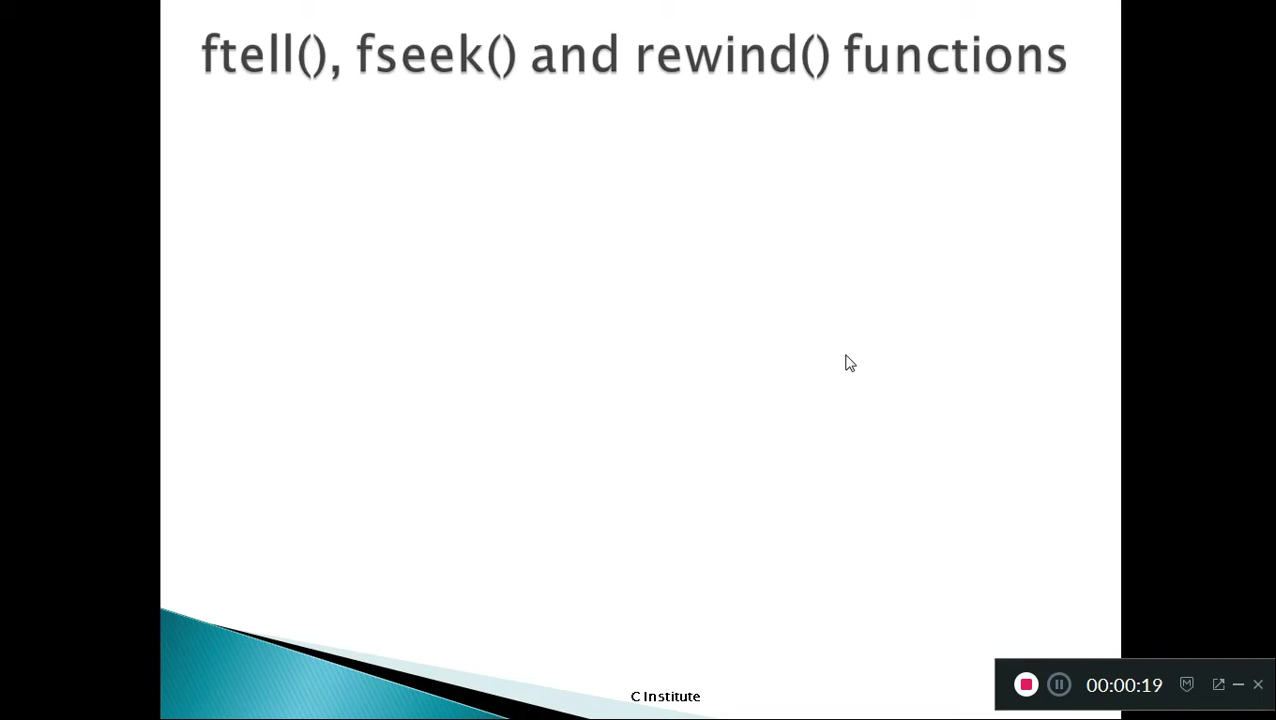 ftell(), fseek() and rewind() functions
C Institute
00:00:19